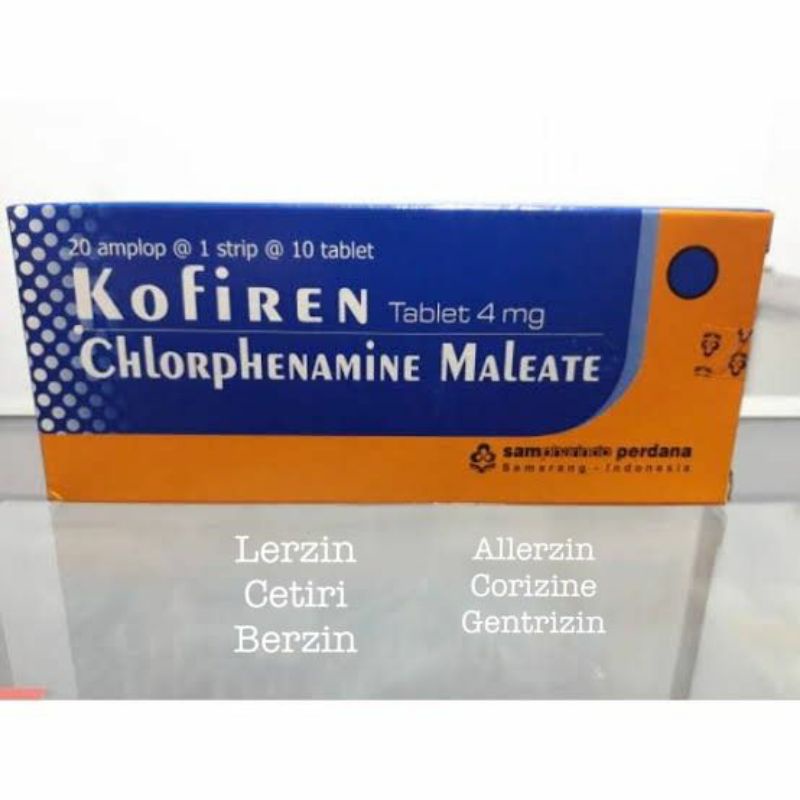 20 amplop @ 1 strip @ 10 tablet
KofiREN Tablet 4 mg
CHLORPHENAMINE MALEATE
sampharindo perdana
Semarang - Indonesia
Lerzin
Cetiri
Berzin
Allerzin
Corizine
Gentrizin